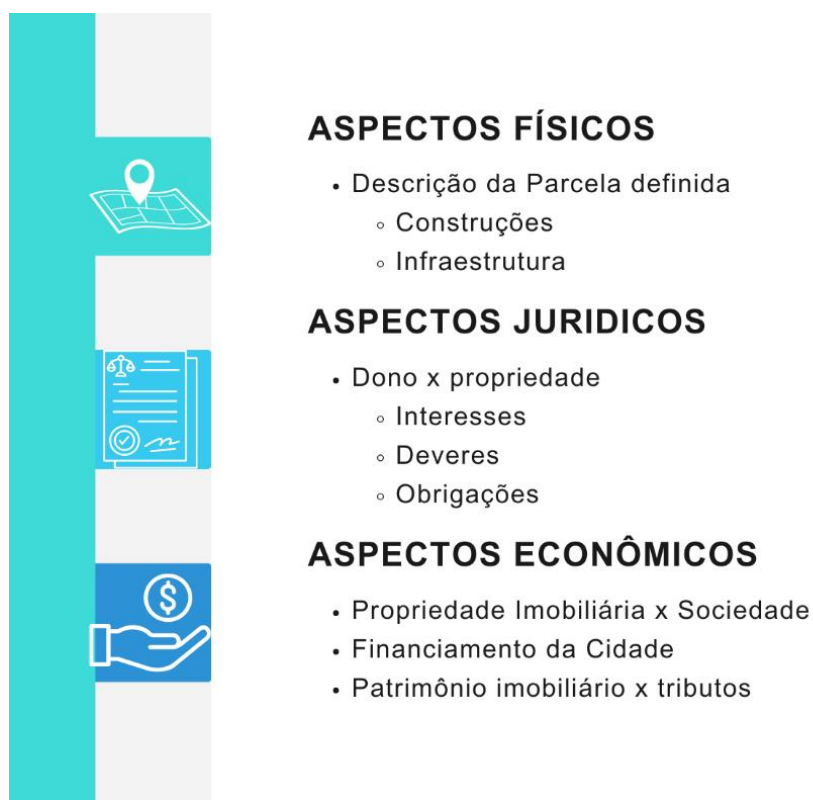 ASPECTOS FÍSICOS
• Descrição da Parcela definida
◦ Construções
◦ Infraestrutura
ASPECTOS JURIDICOS
• Dono x propriedade
◦ Interesses
◦ Deveres
◦ Obrigações
ASPECTOS ECONÔMICOS
• Propriedade Imobiliária x Sociedade
• Financiamento da Cidade
• Patrimônio imobiliário x tributos